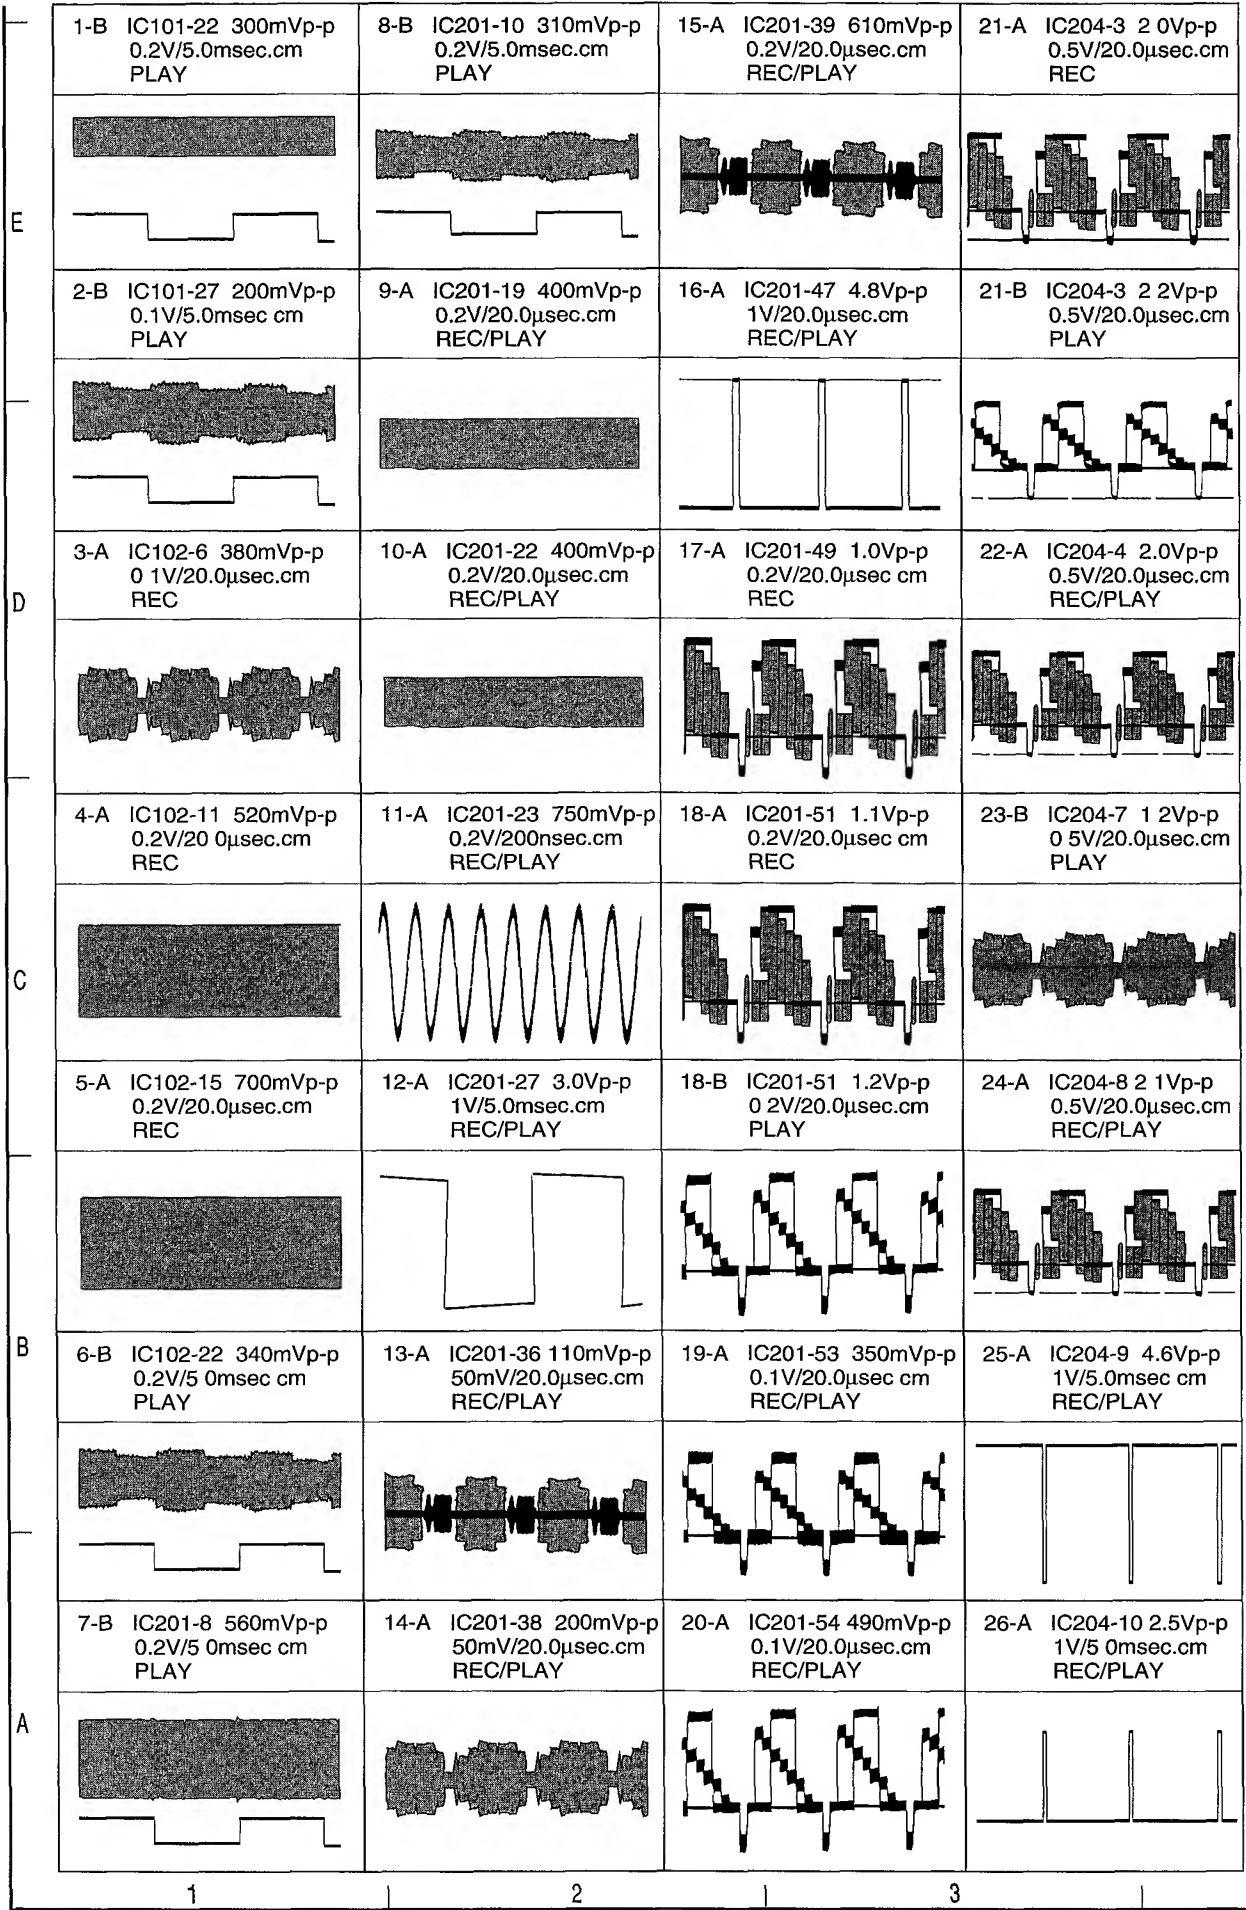 1-B IC101-22 300mVp-p
0.2V/5.0msec.cm
PLAY
8-B IC201-10 310mVp-p
0.2V/5.0msec.cm
PLAY
15-A IC201-39 610mVp-p
0.2V/20.0µsec.cm
REC/PLAY
21-A IC204-3 2 0Vp-p
0.5V/20.0µsec.cm
REC
E
2-B IC101-27 200mVp-p
0.1V/5.0msec cm
PLAY
9-A IC201-19 400mVp-p
0.2V/20.0µsec.cm
REC/PLAY
16-A IC201-47 4.8Vp-p
1V/20.0µsec.cm
REC/PLAY
21-B IC204-3 2 2Vp-p
0.5V/20.0µsec.cm
PLAY
3-A IC102-6 380mVp-p
0 1V/20.0µsec.cm
REC
10-A IC201-22 400mVp-p
0.2V/20.0µsec.cm
REC/PLAY
17-A IC201-49 1.0Vp-p
0.2V/20.0µsec cm
REC
22-A IC204-4 2.0Vp-p
0.5V/20.0µsec.cm
REC/PLAY
D
4-A IC102-11 520mVp-p
0.2V/20 0µsec.cm
REC
11-A IC201-23 750mVp-p
0.2V/200nsec.cm
REC/PLAY
18-A IC201-51 1.1Vp-p
0.2V/20.0µsec cm
REC
23-B IC204-7 1 2Vp-p
0 5V/20.0µsec.cm
PLAY
C
5-A IC102-15 700mVp-p
0.2V/20.0µsec.cm
REC
12-A IC201-27 3.0Vp-p
1V/5.0msec.cm
REC/PLAY
18-B IC201-51 1.2Vp-p
0 2V/20.0µsec.cm
PLAY
24-A IC204-8 2 1Vp-p
0.5V/20.0µsec.cm
REC/PLAY
B
6-B IC102-22 340mVp-p
0.2V/5 0msec cm
PLAY
13-A IC201-36 110mVp-p
50mV/20.0µsec.cm
REC/PLAY
19-A IC201-53 350mVp-p
0.1V/20.0µsec cm
REC/PLAY
25-A IC204-9 4.6Vp-p
1V/5.0msec cm
REC/PLAY
7-B IC201-8 560mVp-p
0.2V/5 0msec cm
PLAY
14-A IC201-38 200mVp-p
50mV/20.0µsec.cm
REC/PLAY
20-A IC201-54 490mVp-p
0.1V/20.0µsec.cm
REC/PLAY
26-A IC204-10 2.5Vp-p
1V/5 0msec.cm
REC/PLAY
A
1 2 3